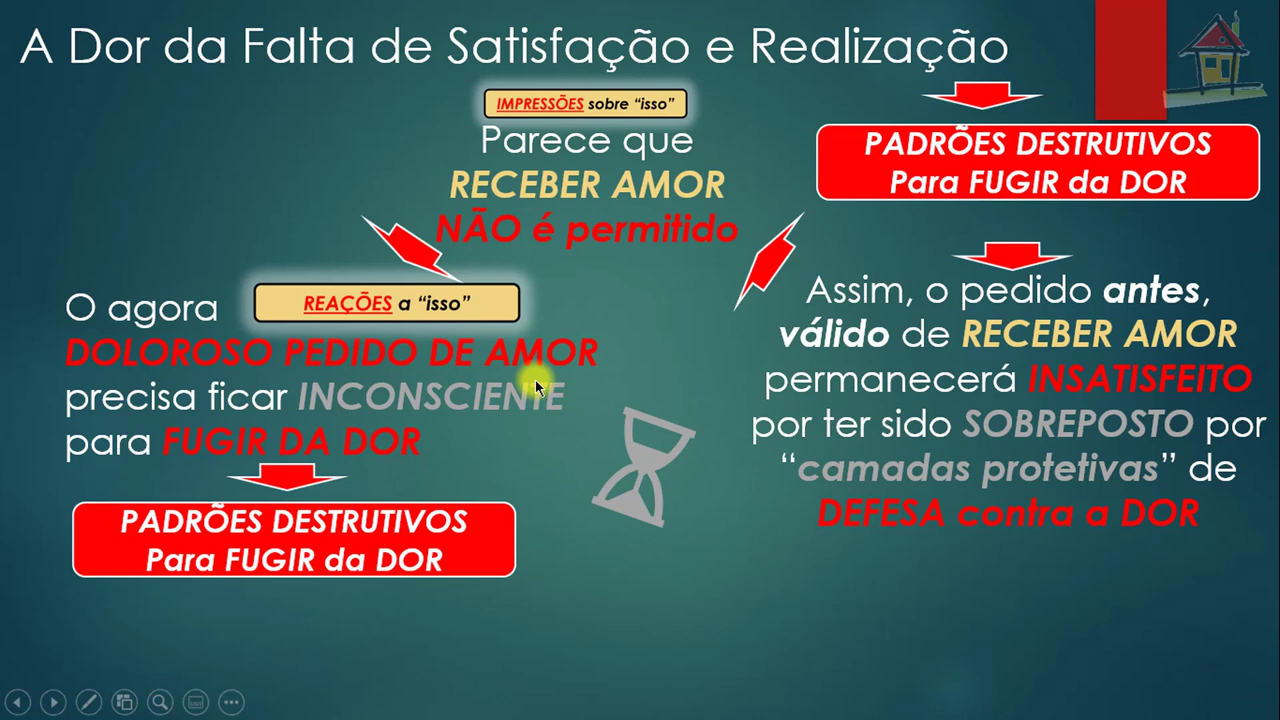 A Dor da Falta de Satisfação e Realização
IMPRESSÕES sobre “isso”
Parece que
RECEBER AMOR
NÃO é permitido
O agora
REAÇÕES a “isso”
DOLOROSO PEDIDO DE AMOR
precisa ficar INCONSCIENTE
para FUGIR DA DOR
PADRÕES DESTRUTIVOS
Para FUGIR da DOR
PADRÕES DESTRUTIVOS
Para FUGIR da DOR
Assim, o pedido antes,
válido de RECEBER AMOR
permanecerá INSATISFEITO
por ter sido SOBREPOSTO por
“camadas protetivas” de
DEFESA contra a DOR